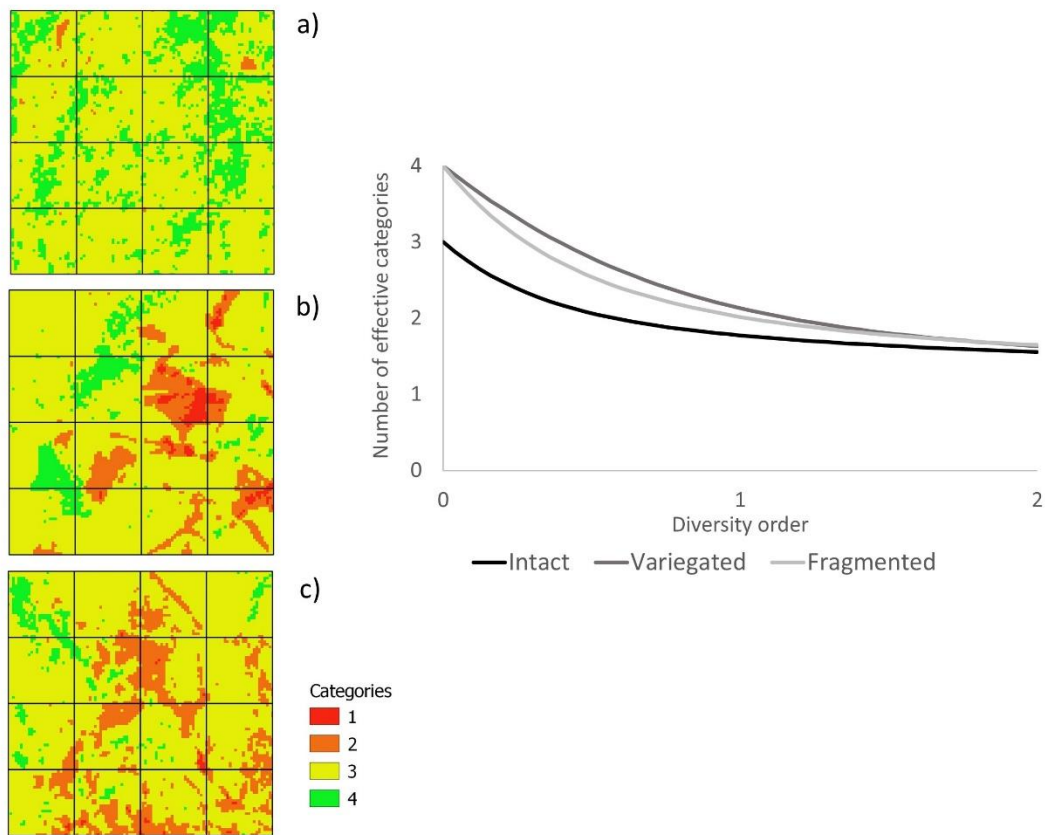 a)
b)
c)
Categories
1
2
3
4
Number of effective categories
4
3
2
1
0
0 1 2
Diversity order
Intact Variegated Fragmented